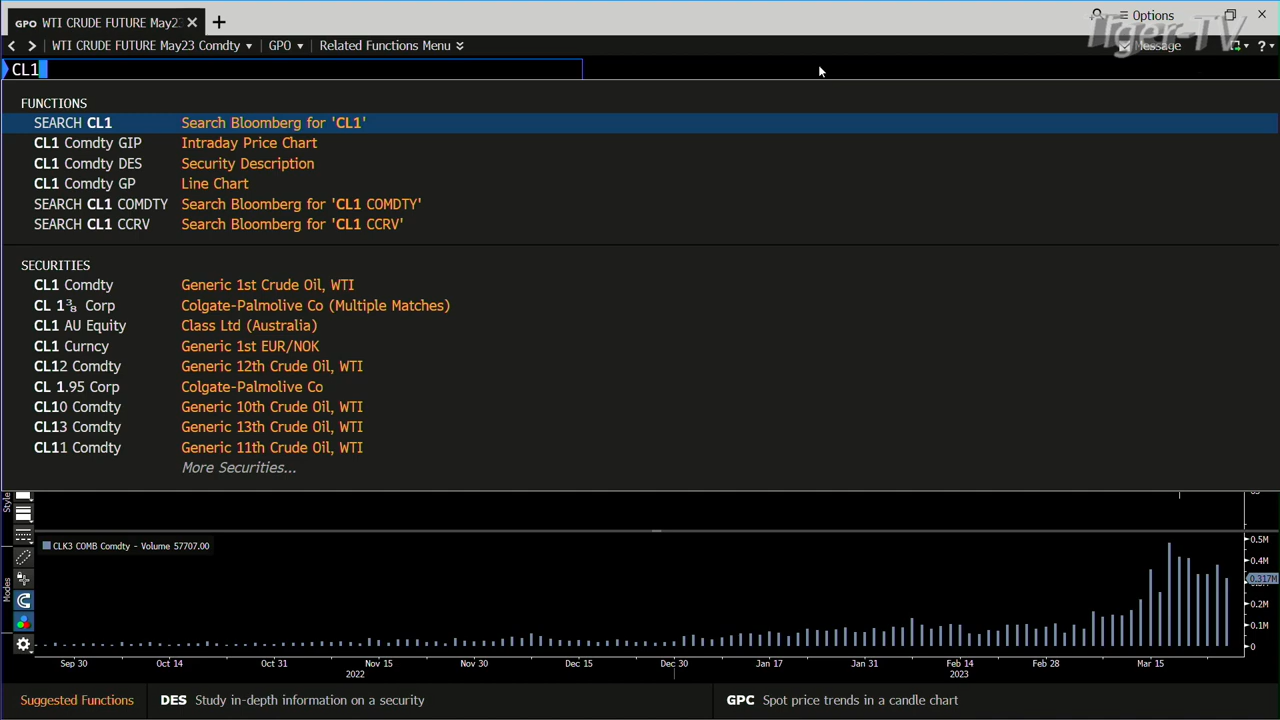 GPO WTI CRUDE FUTURE May23
Options
Tiger-TV
WTI CRUDE FUTURE May23 Comdty GPO Related Functions Menu
Message ?
CL1
FUNCTIONS
SEARCH CL1 Search Bloomberg for 'CL1'
CL1 Comdty GIP Intraday Price Chart
CL1 Comdty DES Security Description
CL1 Comdty GP Line Chart
SEARCH CL1 COMDTY Search Bloomberg for 'CL1 COMDTY'
SEARCH CL1 CCRV Search Bloomberg for 'CL1 CCRV'
SECURITIES
CL1 Comdty Generic 1st Crude Oil, WTI
CL 1⅜ Corp Colgate-Palmolive Co (Multiple Matches)
CL1 AU Equity Class Ltd (Australia)
CL1 Curncy Generic 1st EUR/NOK
CL12 Comdty Generic 12th Crude Oil, WTI
CL 1.95 Corp Colgate-Palmolive Co
CL10 Comdty Generic 10th Crude Oil, WTI
CL13 Comdty Generic 13th Crude Oil, WTI
CL11 Comdty Generic 11th Crude Oil, WTI
More Securities...
Style
CLK3 COMB Comdty - Volume 57707.00
0.5M
0.4M
0.317M
0.2M
0.1M
0
Modes
Sep 30 Oct 14 Oct 31 Nov 15 Nov 30 Dec 15 Dec 30 Jan 17 Jan 31 Feb 14 Feb 28 Mar 15
2022 2023
Suggested Functions DES Study in-depth information on a security GPC Spot price trends in a candle chart